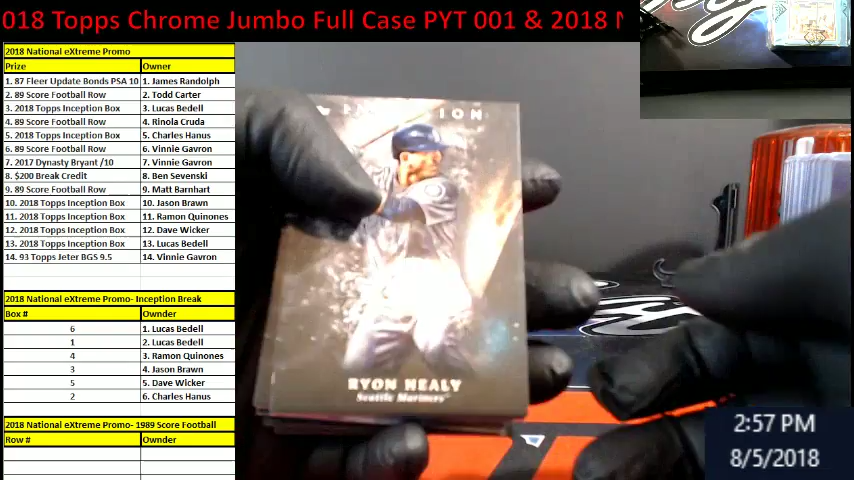 018 Topps Chrome Jumbo Full Case PYT 001 & 2018 N
2018 National eXtreme Promo
Prize Owner
1. 87 Fleer Update Bonds PSA 10 1. James Randolph
2. 89 Score Football Row 2. Todd Carter
3. 2018 Topps Inception Box 3. Lucas Bedell
4. 89 Score Football Row 4. Rinola Cruda
5. 2018 Topps Inception Box 5. Charles Hanus
6. 89 Score Football Row 6. Vinnie Gavron
7. 2017 Dynasty Bryant /10 7. Vinnie Gavron
8. $200 Break Credit 8. Ben Sevenski
9. 89 Score Football Row 9. Matt Barnhart
10. 2018 Topps Inception Box 10. Jason Brawn
11. 2018 Topps Inception Box 11. Ramon Quinones
12. 2018 Topps Inception Box 12. Dave Wicker
13. 2018 Topps Inception Box 13. Lucas Bedell
14. 93 Topps Jeter BGS 9.5 14. Vinnie Gavron
2018 National eXtreme Promo- Inception Break
Box # Ownder
6 1. Lucas Bedell
1 2. Lucas Bedell
4 3. Ramon Quinones
3 4. Jason Brawn
5 5. Dave Wicker
2 6. Charles Hanus
2018 National eXtreme Promo- 1989 Score Football
Row # Ownder
ION
RYON HEALY
Seattle Mariners
2:57 PM
8/5/2018